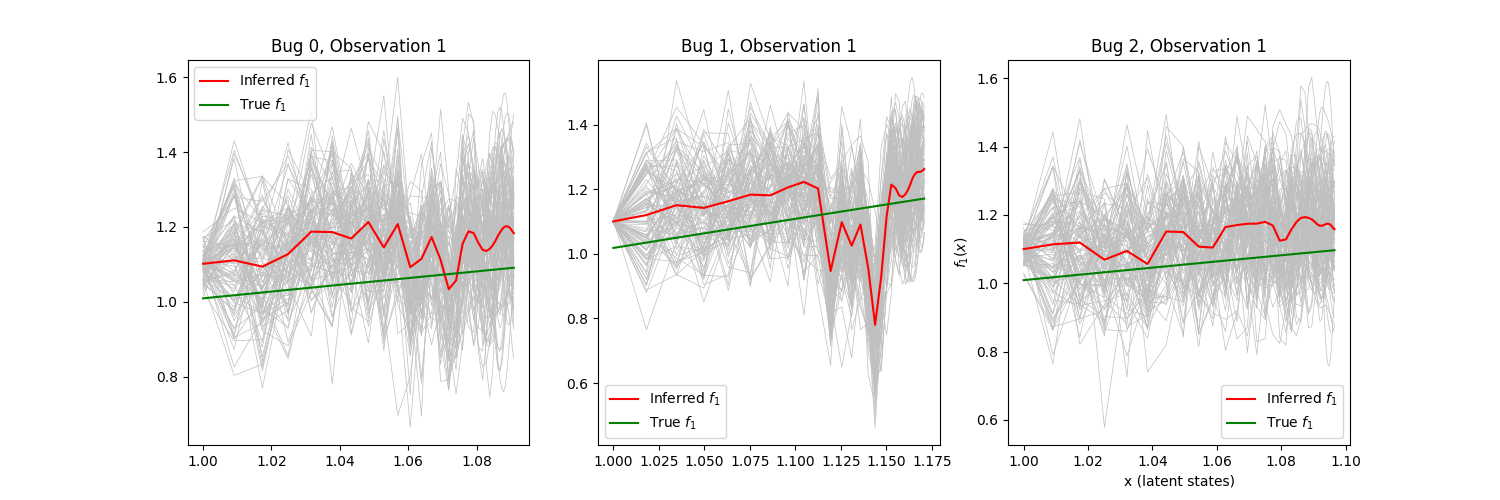 Bug 0, Observation 1
Inferred f₁
True f₁
1.6
1.4
1.2
1.0
0.8
1.00 1.02 1.04 1.06 1.08
Bug 1, Observation 1
1.4
1.2
1.0
0.8
0.6
Inferred f₁
True f₁
1.000 1.025 1.050 1.075 1.100 1.125 1.150 1.175
Bug 2, Observation 1
f₁(x)
1.6
1.4
1.2
1.0
0.8
0.6
Inferred f₁
True f₁
1.00 1.02 1.04 1.06 1.08 1.10
x (latent states)